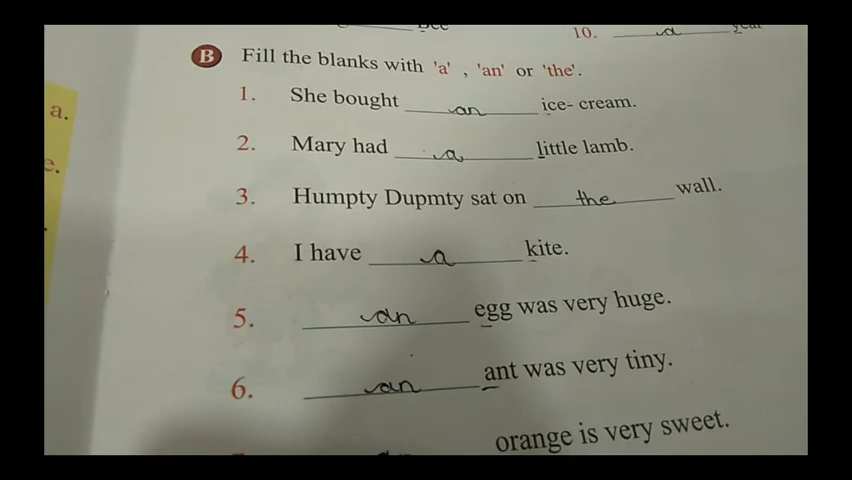 Bee
10. a year
B Fill the blanks with 'a' , 'an' or 'the'.
a.
1. She bought an ice- cream.
2. Mary had a little lamb.
e.
3. Humpty Dupmty sat on the wall.
4. I have a kite.
5. an egg was very huge.
6. an ant was very tiny.
orange is very sweet.